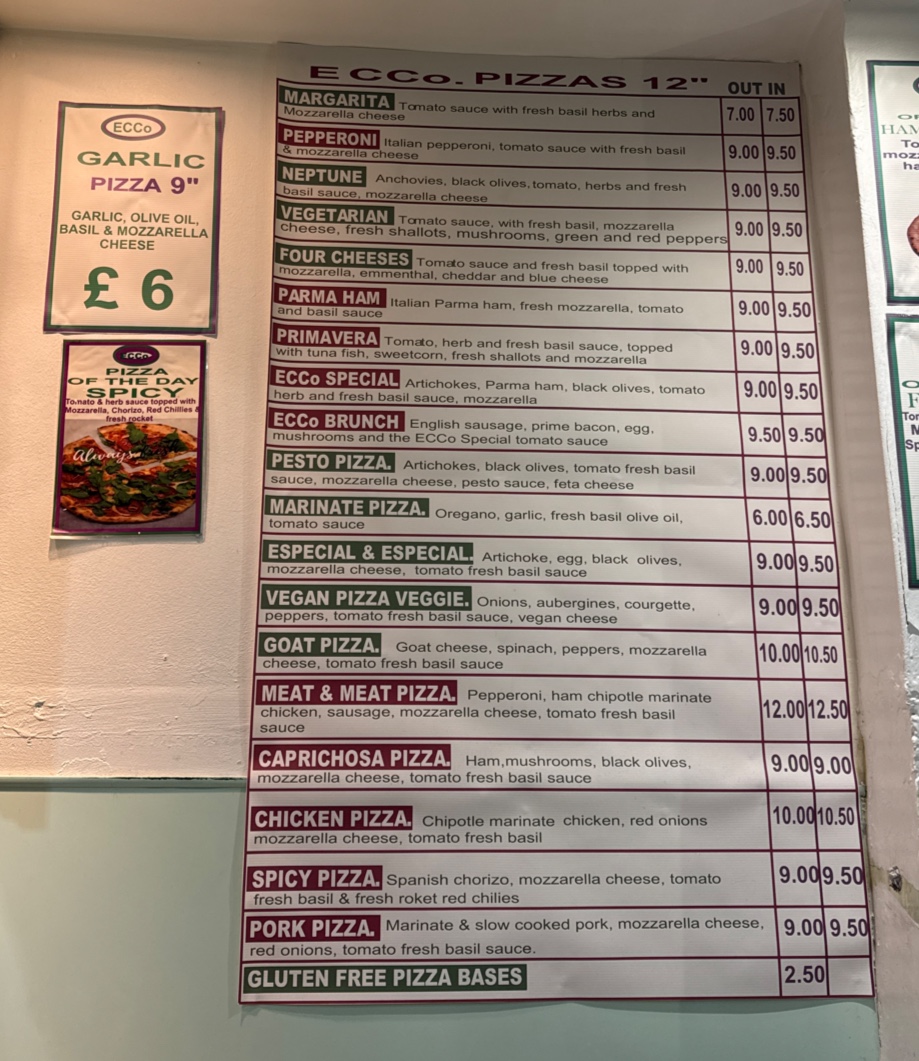 ECCo
GARLIC
PIZZA 9"
GARLIC, OLIVE OIL,
BASIL & MOZZARELLA
CHEESE
£ 6
ECCo
PIZZA
OF THE DAY
SPICY
Tomato & herb sauce topped with
Mozzarella, Chorizo, Red Chillies &
fresh rocket
Always
ECCo. PIZZAS 12" OUT IN
MARGARITA Tomato sauce with fresh basil herbs and 7.00 7.50
Mozzarella cheese
PEPPERONI Italian pepperoni, tomato sauce with fresh basil 9.00 9.50
& mozzarella cheese
NEPTUNE Anchovies, black olives, tomato, herbs and fresh 9.00 9.50
basil sauce, mozzarella cheese
VEGETARIAN Tomato sauce, with fresh basil, mozzarella 9.00 9.50
cheese, fresh shallots, mushrooms, green and red peppers
FOUR CHEESES Tomato sauce and fresh basil topped with 9.00 9.50
mozzarella, emmenthal, cheddar and blue cheese
PARMA HAM Italian Parma ham, fresh mozzarella, tomato 9.00 9.50
and basil sauce
PRIMAVERA Tomato, herb and fresh basil sauce, topped 9.00 9.50
with tuna fish, sweetcorn, fresh shallots and mozzarella
ECCo SPECIAL Artichokes, Parma ham, black olives, tomato 9.00 9.50
herb and fresh basil sauce, mozzarella
ECCo BRUNCH English sausage, prime bacon, egg, 9.50 9.50
mushrooms and the ECCo Special tomato sauce
PESTO PIZZA. Artichokes, black olives, tomato fresh basil 9.00 9.50
sauce, mozzarella cheese, pesto sauce, feta cheese
MARINATE PIZZA. Oregano, garlic, fresh basil olive oil, 6.00 6.50
tomato sauce
ESPECIAL & ESPECIAL. Artichoke, egg, black olives, 9.00 9.50
mozzarella cheese, tomato fresh basil sauce
VEGAN PIZZA VEGGIE. Onions, aubergines, courgette, 9.00 9.50
peppers, tomato fresh basil sauce, vegan cheese
GOAT PIZZA. Goat cheese, spinach, peppers, mozzarella 10.00 10.50
cheese, tomato fresh basil sauce
MEAT & MEAT PIZZA. Pepperoni, ham chipotle marinate 12.00 12.50
chicken, sausage, mozzarella cheese, tomato fresh basil
sauce
CAPRICHOSA PIZZA. Ham,mushrooms, black olives, 9.00 9.00
mozzarella cheese, tomato fresh basil sauce
CHICKEN PIZZA. Chipotle marinate chicken, red onions 10.00 10.50
mozzarella cheese, tomato fresh basil
SPICY PIZZA. Spanish chorizo, mozzarella cheese, tomato 9.00 9.50
fresh basil & fresh roket red chilies
PORK PIZZA. Marinate & slow cooked pork, mozzarella cheese, 9.00 9.50
red onions, tomato fresh basil sauce.
GLUTEN FREE PIZZA BASES 2.50